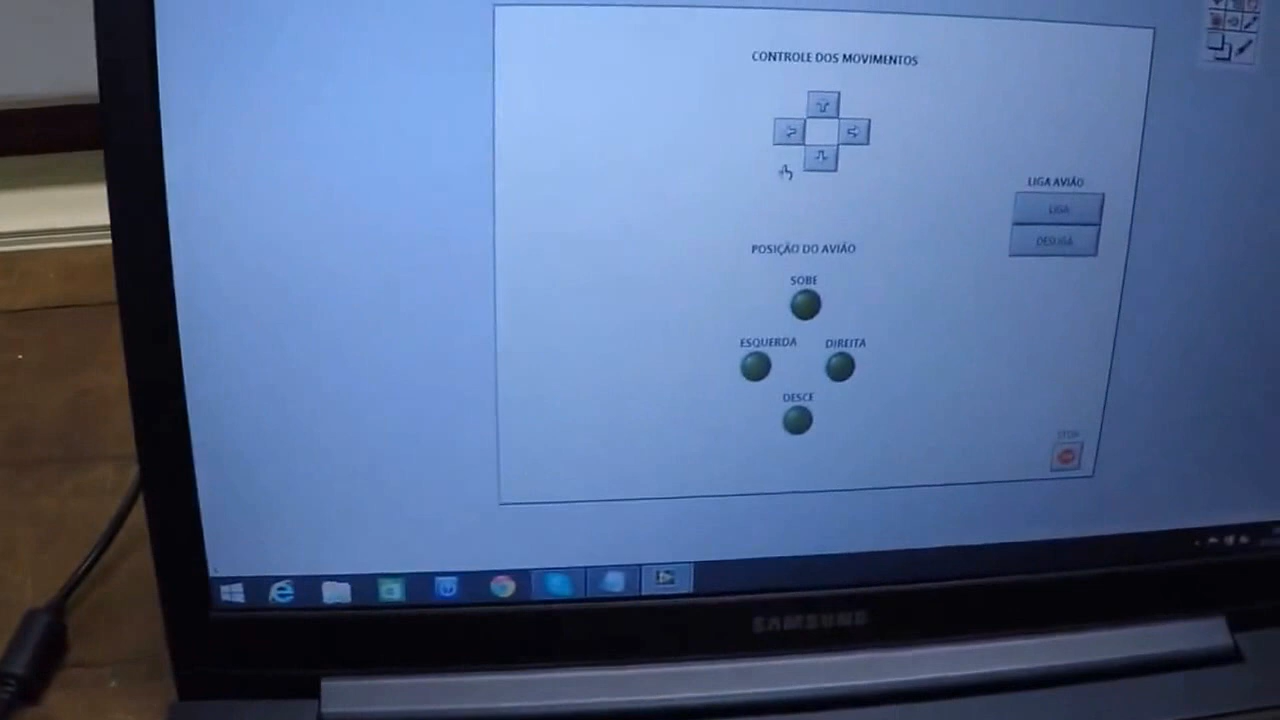 CONTROLE DOS MOVIMENTOS
LIGA AVIÃO
LIGA
DESLIGA
POSIÇÃO DO AVIÃO
SOBE
ESQUERDA DIREITA
DESCE
STOP
SAMSUNG